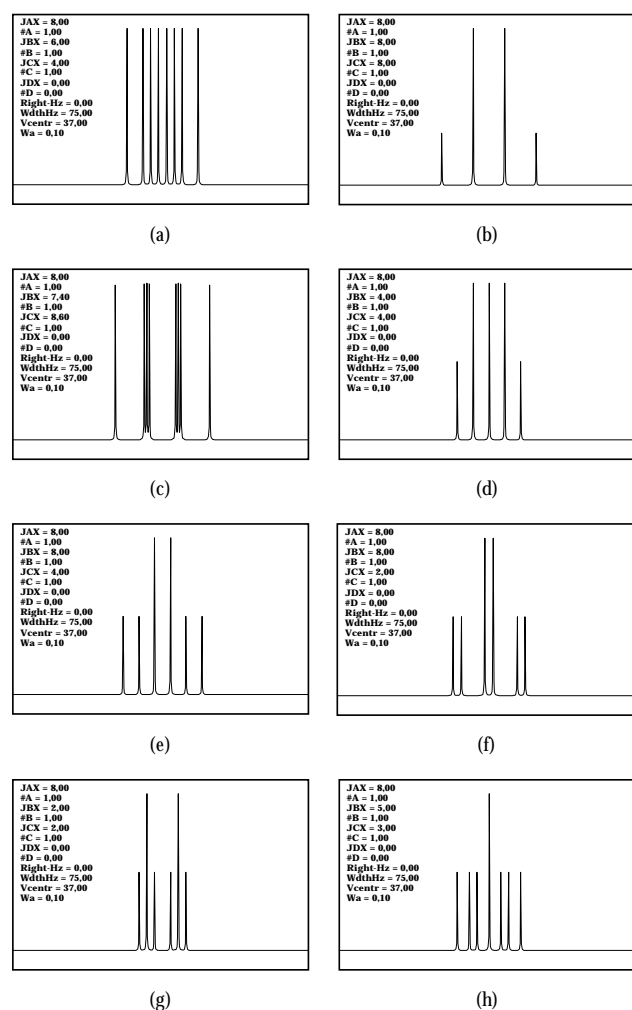 JAX = 8,00
#A = 1,00
JBX = 6,00
#B = 1,00
JCX = 4,00
#C = 1,00
JDX = 0,00
#D = 0,00
Right-Hz = 0,00
WdthHz = 75,00
Vcentr = 37,00
Wa = 0,10
(a)
JAX = 8,00
#A = 1,00
JBX = 8,00
#B = 1,00
JCX = 8,00
#C = 1,00
JDX = 0,00
#D = 0,00
Right-Hz = 0,00
WdthHz = 75,00
Vcentr = 37,00
Wa = 0,10
(b)
JAX = 8,00
#A = 1,00
JBX = 7,40
#B = 1,00
JCX = 8,60
#C = 1,00
JDX = 0,00
#D = 0,00
Right-Hz = 0,00
WdthHz = 75,00
Vcentr = 37,00
Wa = 0,10
(c)
JAX = 8,00
#A = 1,00
JBX = 4,00
#B = 1,00
JCX = 4,00
#C = 1,00
JDX = 0,00
#D = 0,00
Right-Hz = 0,00
WdthHz = 75,00
Vcentr = 37,00
Wa = 0,10
(d)
JAX = 8,00
#A = 1,00
JBX = 8,00
#B = 1,00
JCX = 4,00
#C = 1,00
JDX = 0,00
#D = 0,00
Right-Hz = 0,00
WdthHz = 75,00
Vcentr = 37,00
Wa = 0,10
(e)
JAX = 8,00
#A = 1,00
JBX = 8,00
#B = 1,00
JCX = 2,00
#C = 1,00
JDX = 0,00
#D = 0,00
Right-Hz = 0,00
WdthHz = 75,00
Vcentr = 37,00
Wa = 0,10
(f)
JAX = 8,00
#A = 1,00
JBX = 2,00
#B = 1,00
JCX = 2,00
#C = 1,00
JDX = 0,00
#D = 0,00
Right-Hz = 0,00
WdthHz = 75,00
Vcentr = 37,00
Wa = 0,10
(g)
JAX = 8,00
#A = 1,00
JBX = 5,00
#B = 1,00
JCX = 3,00
#C = 1,00
JDX = 0,00
#D = 0,00
Right-Hz = 0,00
WdthHz = 75,00
Vcentr = 37,00
Wa = 0,10
(h)